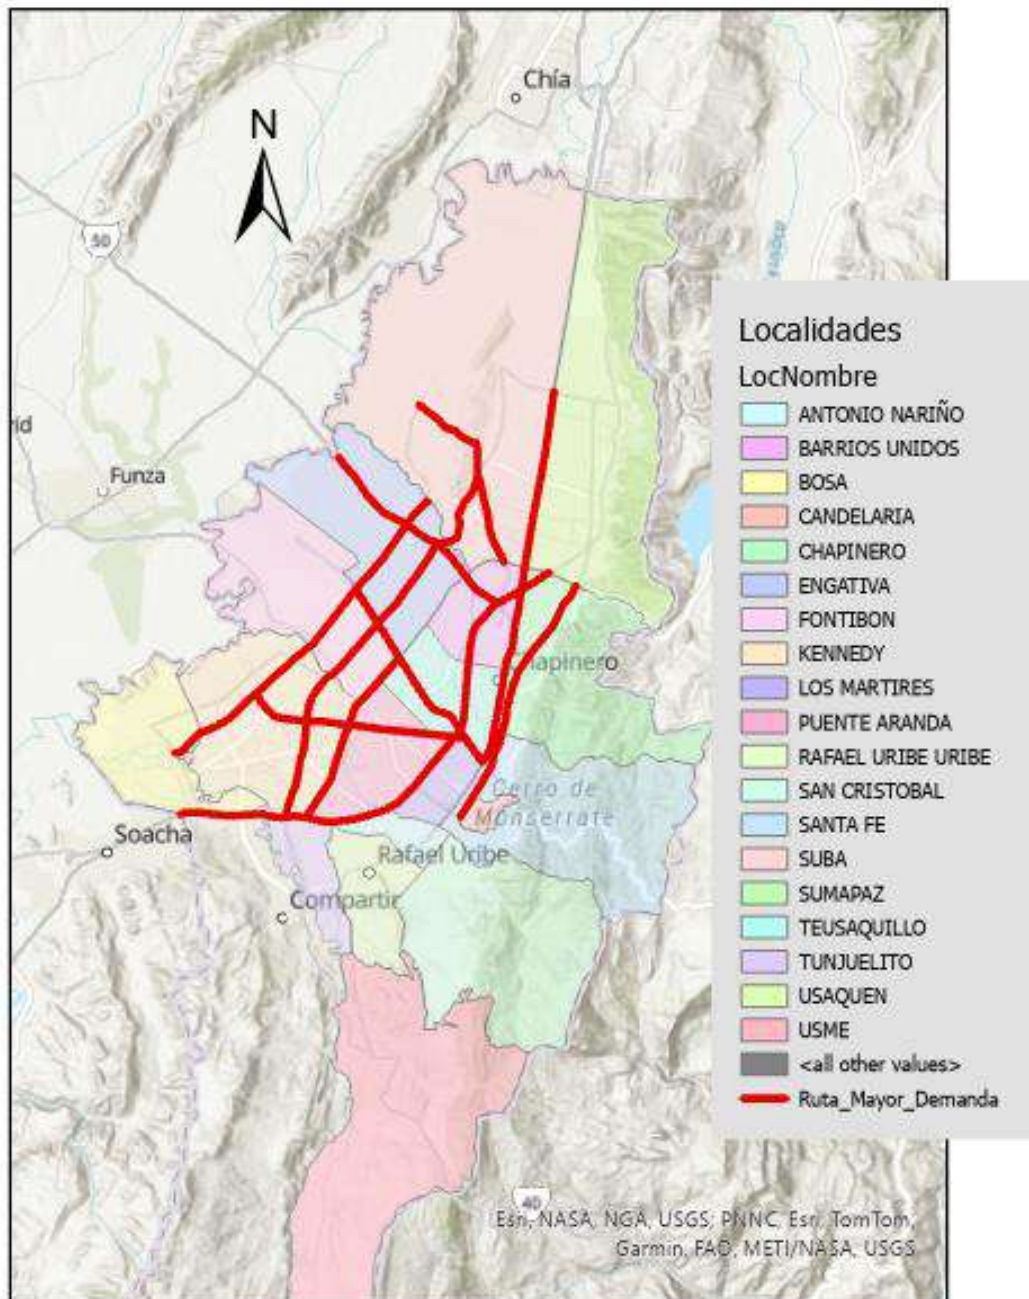 Chía
N
50
Localidades
LocNombre
ANTONIO NARIÑO
BARRIOS UNIDOS
BOSA
CANDELARIA
CHAPINERO
ENGATIVA
FONTIBON
KENNEDY
LOS MARTIRES
PUENTE ARANDA
RAFAEL URIBE URIBE
SAN CRISTOBAL
SANTA FE
SUBA
SUMAPAZ
TEUSAQUILLO
TUNJUELITO
USAQUEN
USME
<all other values>
Ruta_Mayor_Demanda
rid
Funza
hapinero
Cerro de
Monserrate
Soacha
Rafael Uribe
Compartir
40
Esri, NASA, NGA, USGS; PNNC, Esri, TomTom,
Garmin, FAO, METI/NASA, USGS